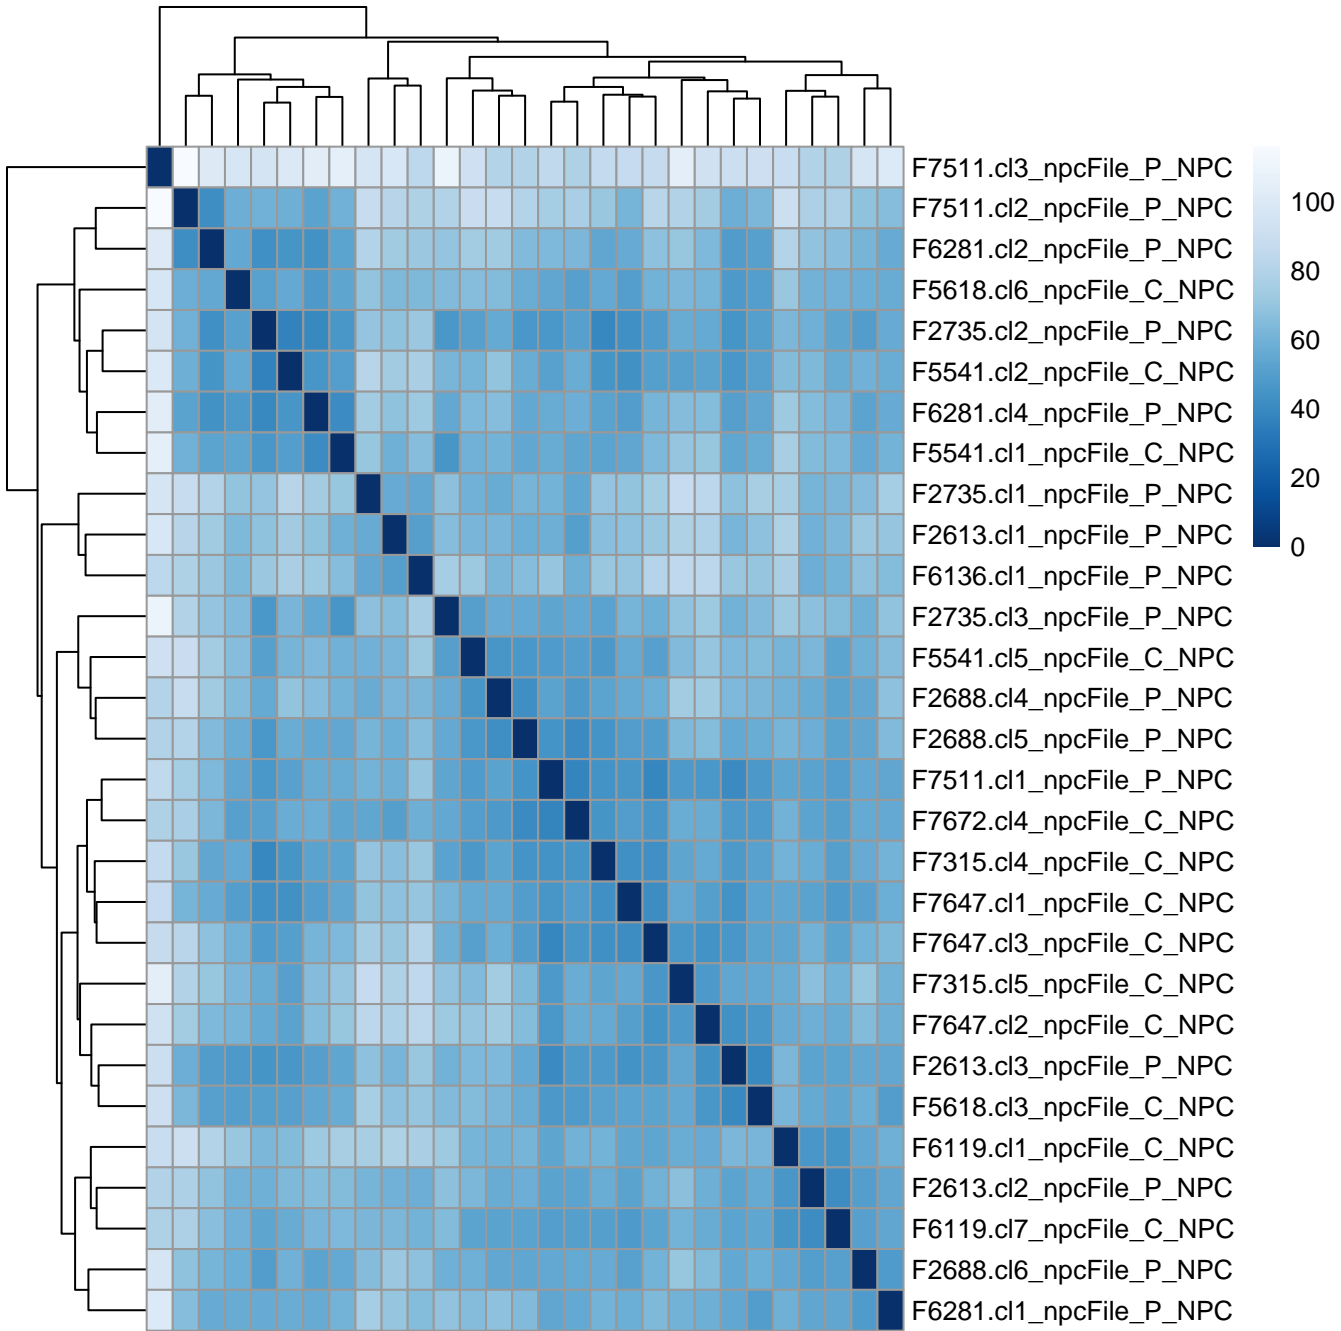 F7511.cl3_npcFile_P_NPC
F7511.cl2_npcFile_P_NPC
F6281.cl2_npcFile_P_NPC
F5618.cl6_npcFile_C_NPC
F2735.cl2_npcFile_P_NPC
F5541.cl2_npcFile_C_NPC
F6281.cl4_npcFile_P_NPC
F5541.cl1_npcFile_C_NPC
F2735.cl1_npcFile_P_NPC
F2613.cl1_npcFile_P_NPC
F6136.cl1_npcFile_P_NPC
F2735.cl3_npcFile_P_NPC
F5541.cl5_npcFile_C_NPC
F2688.cl4_npcFile_P_NPC
F2688.cl5_npcFile_P_NPC
F7511.cl1_npcFile_P_NPC
F7672.cl4_npcFile_C_NPC
F7315.cl4_npcFile_C_NPC
F7647.cl1_npcFile_C_NPC
F7647.cl3_npcFile_C_NPC
F7315.cl5_npcFile_C_NPC
F7647.cl2_npcFile_C_NPC
F2613.cl3_npcFile_P_NPC
F5618.cl3_npcFile_C_NPC
F6119.cl1_npcFile_C_NPC
F2613.cl2_npcFile_P_NPC
F6119.cl7_npcFile_C_NPC
F2688.cl6_npcFile_P_NPC
F6281.cl1_npcFile_P_NPC
100
80
60
40
20
0